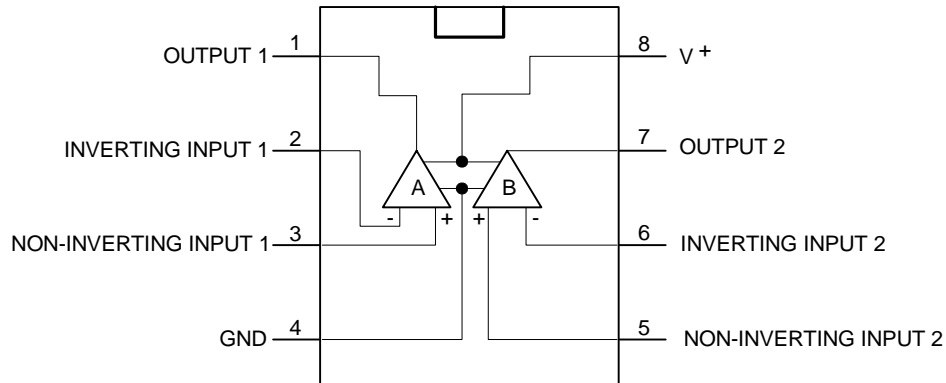 OUTPUT 1
1
8
V +
INVERTING INPUT 1
2
7
OUTPUT 2
A
B
- + + -
NON-INVERTING INPUT 1
3
6
INVERTING INPUT 2
GND
4
5
NON-INVERTING INPUT 2